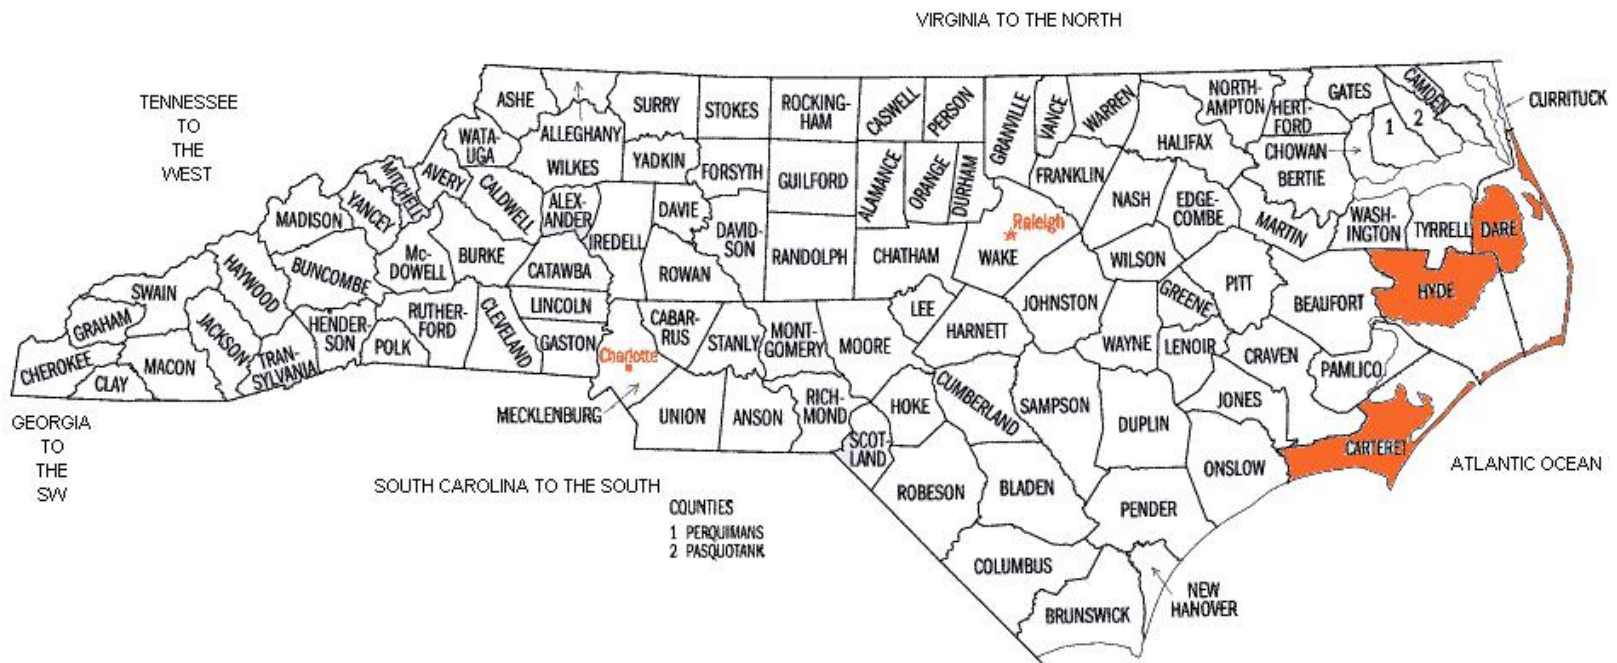 VIRGINIA TO THE NORTH
TENNESSEE
TO
THE
WEST
ASHE
ALLEGHANY
SURRY
STOKES
ROCKING-
HAM
CASWELL
PERSON
GRANVILLE
VANCE
WARREN
NORTH-
AMPTON
HERT-
FORD
GATES
CAMDEN
CURRITUCK
1
2
WATA-
UGA
WILKES
YADKIN
FORSYTH
GUILFORD
ALAMANCE
ORANGE
DURHAM
FRANKLIN
HALIFAX
CHOWAN
BERTIE
MITCHELL
AVERY
CALDWELL
ALEX-
ANDER
IREDELL
DAVIE
DAVID-
SON
RANDOLPH
CHATHAM
Raleigh
WAKE
NASH
EDGE-
COMBE
MARTIN
WASH-
INGTON
TYRRELL
DARE
MADISON
YANCEY
Mc-
DOWELL
BURKE
CATAWBA
ROWAN
WILSON
PITT
BEAUFORT
HYDE
SWAIN
HAYWOOD
BUNCOMBE
RUTHER-
FORD
CLEVELAND
LINCOLN
GASTON
CABAR-
RUS
STANLY
MONT-
GOMERY
MOORE
LEE
HARNETT
JOHNSTON
GREENE
WAYNE
LENOIR
CRAVEN
PAMLICO
GRAHAM
CHEROKEE
CLAY
MACON
JACKSON
TRAN-
SYLVANIA
HENDER-
SON
POLK
Charlotte
MECKLENBURG
UNION
ANSON
RICH-
MOND
SCOT-
LAND
HOKE
CUMBERLAND
SAMPSON
DUPLIN
JONES
ONSLOW
CARTERET
GEORGIA
TO
THE
SW
SOUTH CAROLINA TO THE SOUTH
ATLANTIC OCEAN
ROBESON
BLADEN
PENDER
COLUMBUS
BRUNSWICK
NEW
HANOVER
COUNTIES
1 PERQUIMANS
2 PASQUOTANK